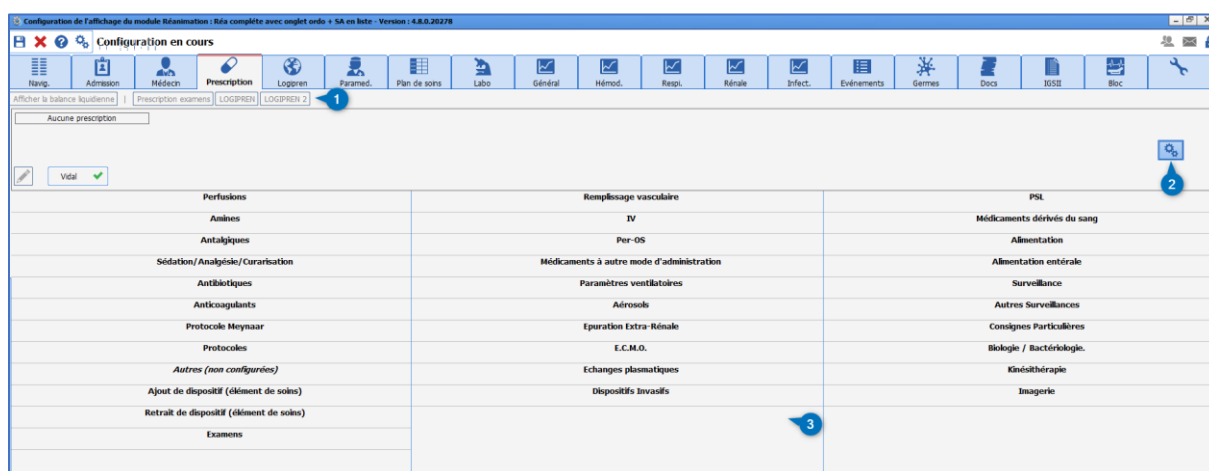 Configuration de l'affichage du module Réanimation : Réa complète avec onglet ordo + SA en liste - Version : 4.8.0.20278
Configuration en cours
Navig. Admission Médecin Prescription Logipren Paramed. Plan de soins Labo Général Hémod. Respi. Rénale Infect. Evénements Germes Docs IGSII Bloc
Afficher la balance liquidienne | Prescription examens LOGIPREN LOGIPREN 2 1
Aucune prescription
Vidal 2
Perfusions Remplissage vasculaire PSL
Amines IV Médicaments dérivés du sang
Antalgiques Per-OS Alimentation
Sédation/Analgésie/Curarisation Médicaments à autre mode d'administration Alimentation entérale
Antibiotiques Paramètres ventilatoires Surveillance
Anticoagulants Aérosols Autres Surveillances
Protocole Meynaar Epuration Extra-Rénale Consignes Particulières
Protocoles E.C.M.O. Biologie / Bactériologie.
Autres (non configurées) Echanges plasmatiques Kinésithérapie
Ajout de dispositif (élément de soins) Dispositifs Invasifs Imagerie
Retrait de dispositif (élément de soins) 3
Examens